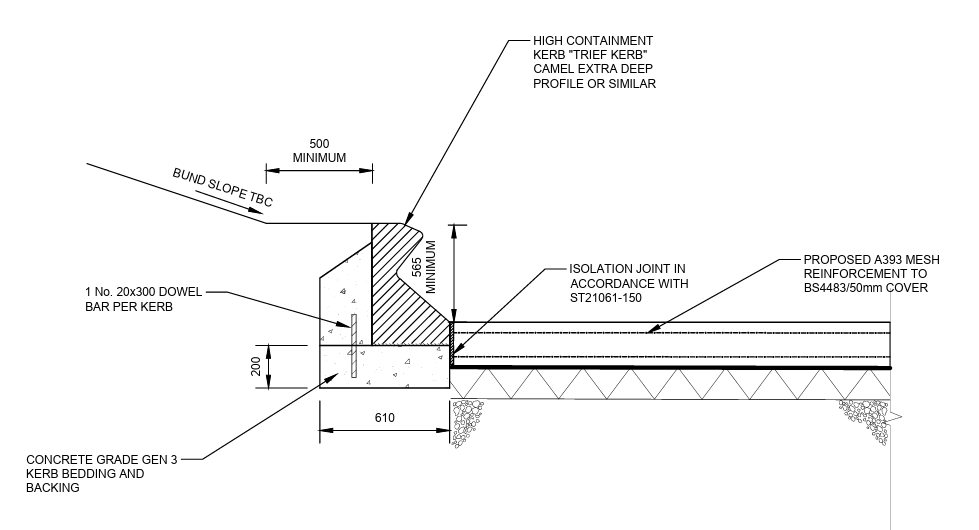 HIGH CONTAINMENT
KERB "TRIEF KERB"
CAMEL EXTRA DEEP
PROFILE OR SIMILAR
500
MINIMUM
BUND SLOPE TBC
565
MINIMUM
ISOLATION JOINT IN
ACCORDANCE WITH
ST21061-150
PROPOSED A393 MESH
REINFORCEMENT TO
BS4483/50mm COVER
1 No. 20x300 DOWEL
BAR PER KERB
200
610
CONCRETE GRADE GEN 3
KERB BEDDING AND
BACKING